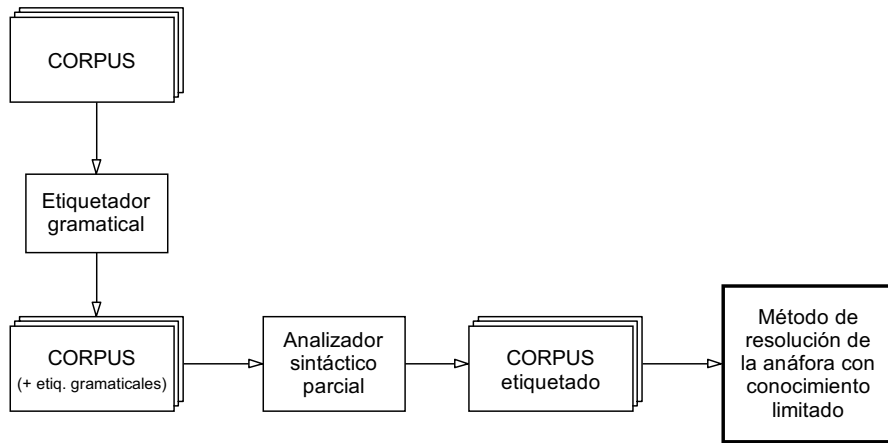 CORPUS
Etiquetador
gramatical
CORPUS
(+ etiq. gramaticales)
Analizador
sintáctico
parcial
CORPUS
etiquetado
Método de
resolución de
la anáfora con
conocimiento
limitado